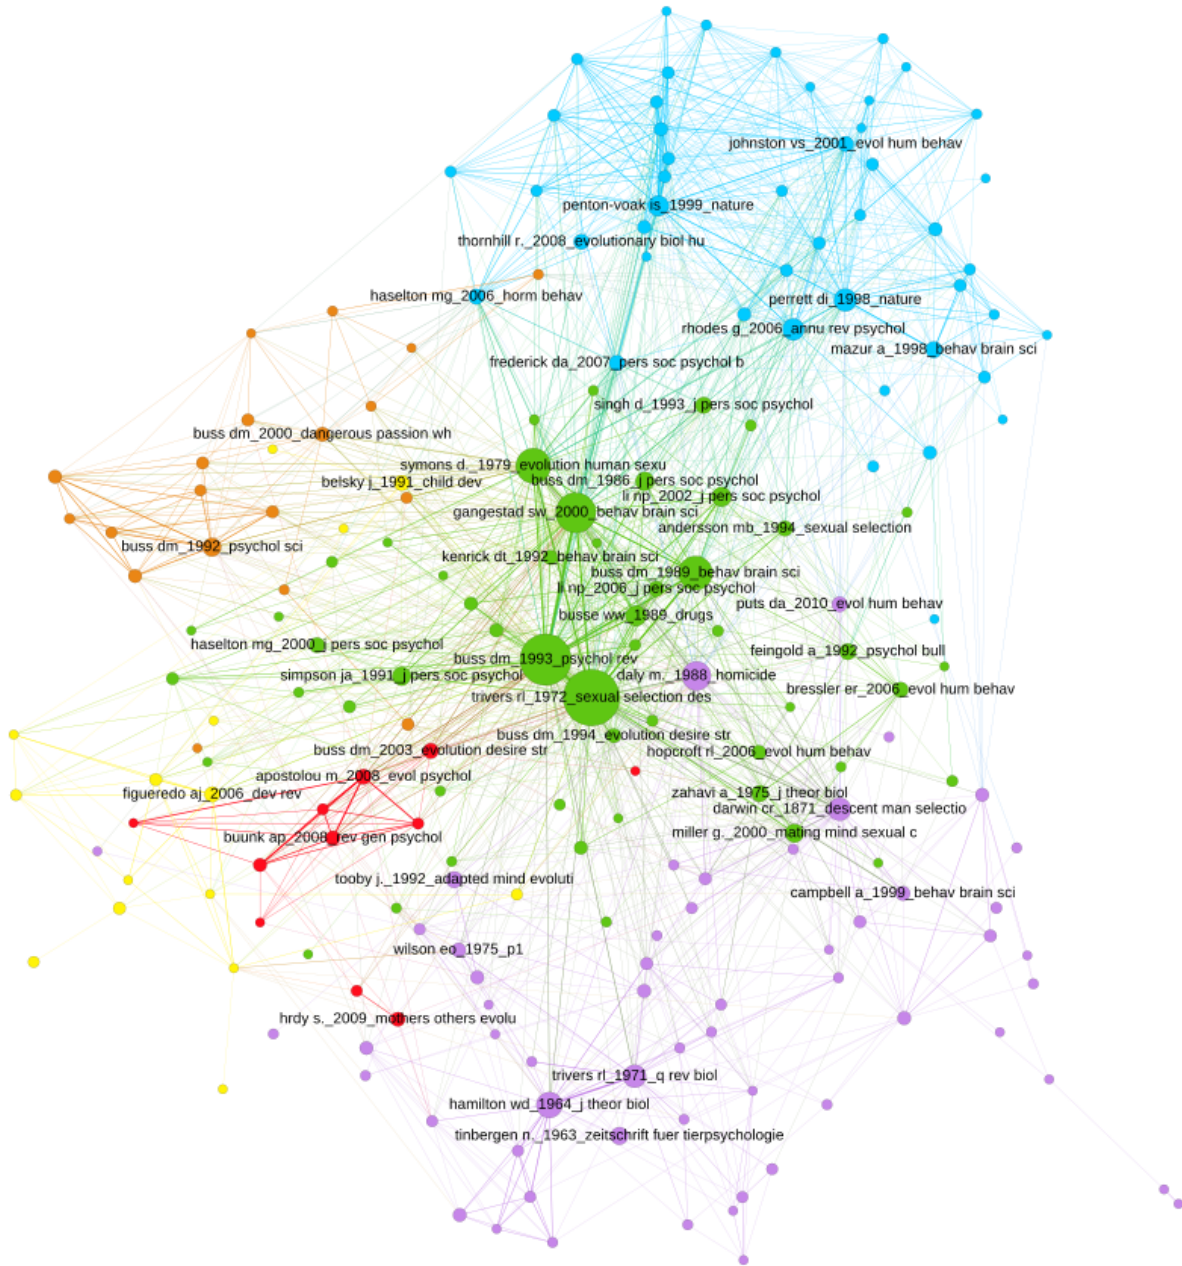 johnston vs_2001_evol hum behav
penton-voak is_1999_nature
thornhill r._2008_evolutionary biol hu
haselton mg_2006_horm behav
perrett di_1998_nature
rhodes g_2006_annu rev psychol
mazur a_1998_behav brain sci
frederick da_2007_pers soc psychol b
singh d_1993_j pers soc psychol
buss dm_2000_dangerous passion wh
symons d._1979_evolution human sexu
buss dm_1986_j pers soc psychol
belsky j_1991_child dev
li np_2002_j pers soc psychol
gangestad sw_2000_behav brain sci
andersson mb_1994_sexual selection
buss dm_1992_psychol sci
kenrick dt_1992_behav brain sci
buss dm_1989_behav brain sci
li np_2006_j pers soc psychol
puts da_2010_evol hum behav
busse ww_1989_drugs
haselton mg_2000_j pers soc psychol
feingold a_1992_psychol bull
buss dm_1993_psychol rev
simpson ja_1991_j pers soc psychol
daly m._1988_homicide
bressler er_2006_evol hum behav
trivers rl_1972_sexual selection des
buss dm_1994_evolution desire str
buss dm_2003_evolution desire str
hopcroft rl_2006_evol hum behav
apostolou m_2008_evol psychol
figueredo aj_2006_dev rev
zahavi a_1975_j theor biol
darwin cr_1871_descent man selectio
buunk ap_2008_rev gen psychol
miller g._2000_mating mind sexual c
tooby j._1992_adapted mind evoluti
campbell a_1999_behav brain sci
wilson eo_1975_p1
hrdy s._2009_mothers others evolu
trivers rl_1971_q rev biol
hamilton wd_1964_j theor biol
tinbergen n._1963_zeitschrift fuer tierpsychologie